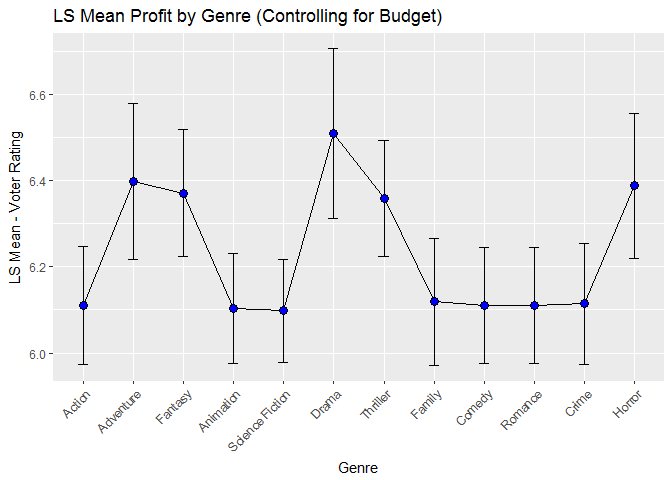 LS Mean Profit by Genre (Controlling for Budget)
LS Mean - Voter Rating
6.6
6.4
6.2
6.0
Action
Adventure
Fantasy
Animation
Science Fiction
Drama
Thriller
Family
Comedy
Romance
Crime
Horror
Genre